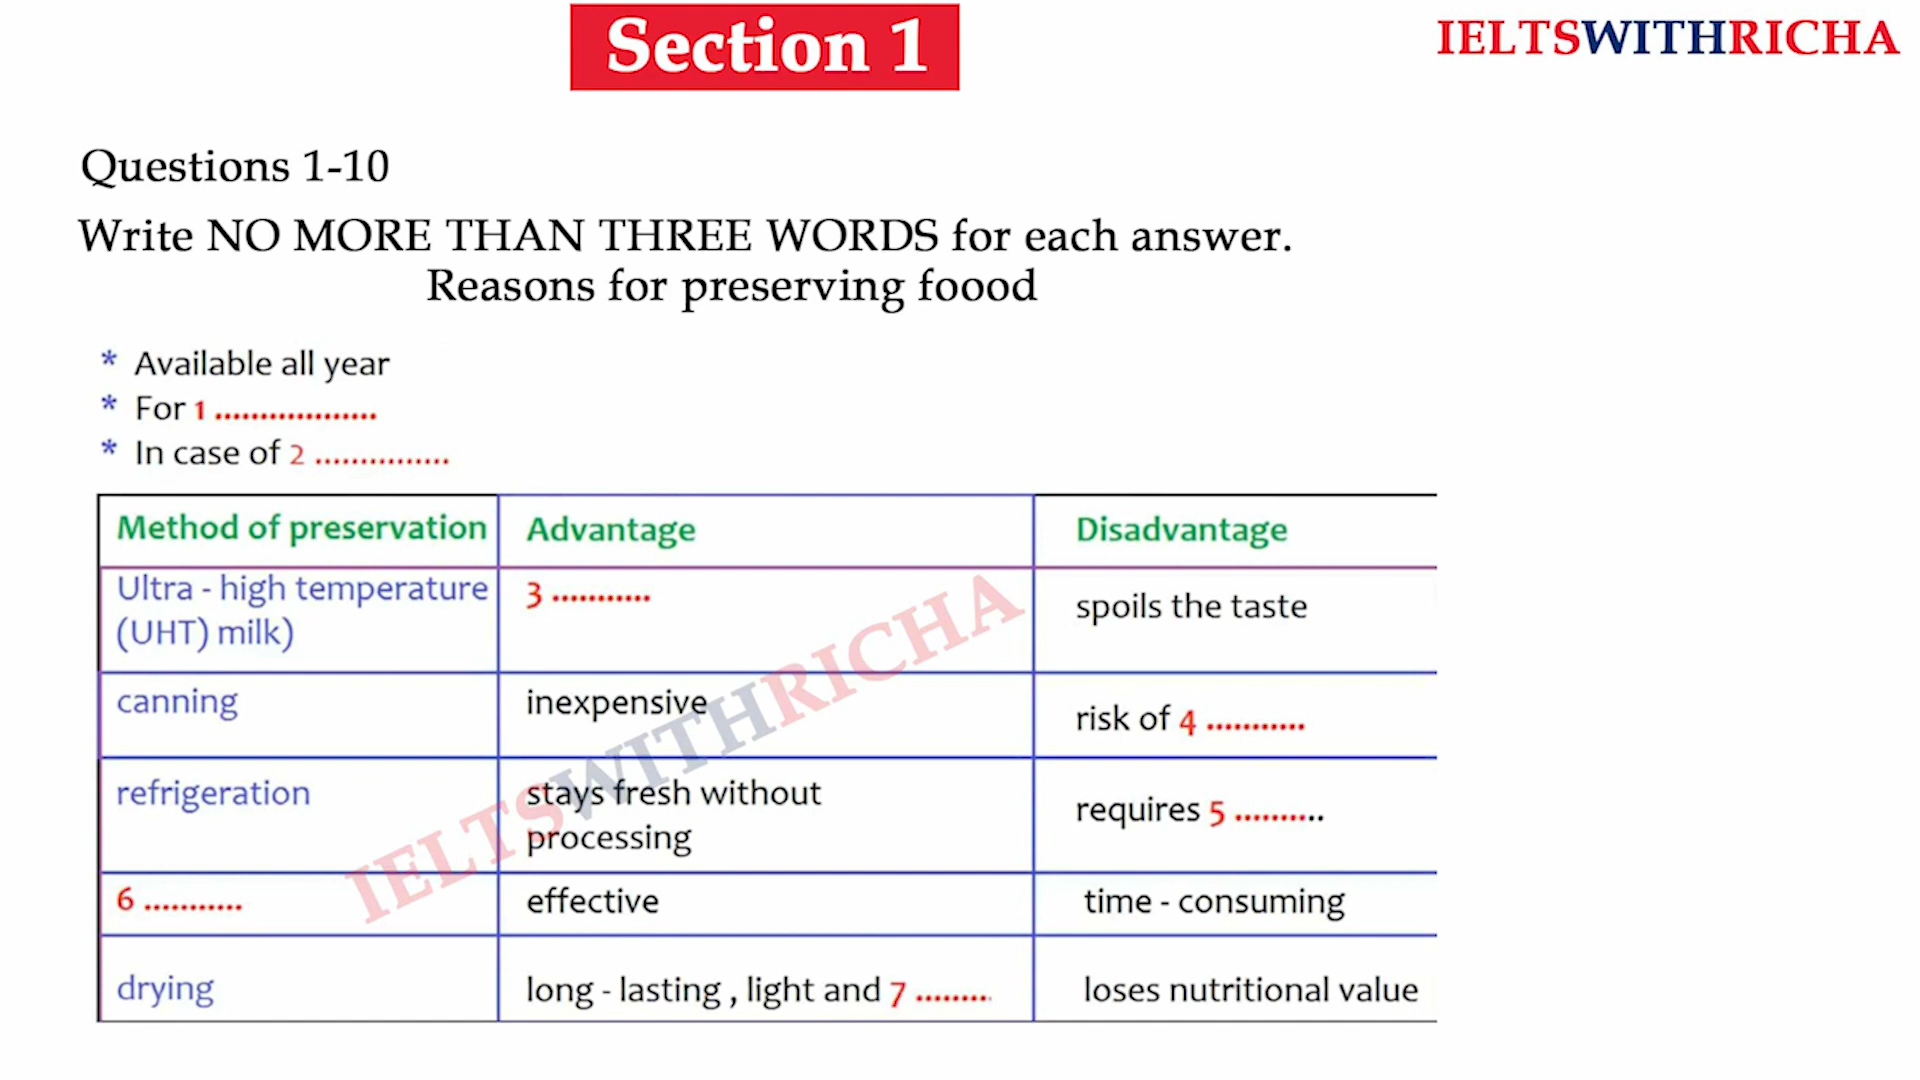 Section 1
IELTSWITHRICHA
Questions 1-10
Write NO MORE THAN THREE WORDS for each answer.
Reasons for preserving foood
* Available all year
* For 1 ..................
* In case of 2 ...............
Method of preservation Advantage Disadvantage
Ultra - high temperature (UHT) milk) 3 ........... spoils the taste
canning inexpensive risk of 4 ...........
refrigeration stays fresh without processing requires 5 ..........
6 ........... effective time - consuming
drying long - lasting , light and 7 ......... loses nutritional value
IELTSWITHRICHA